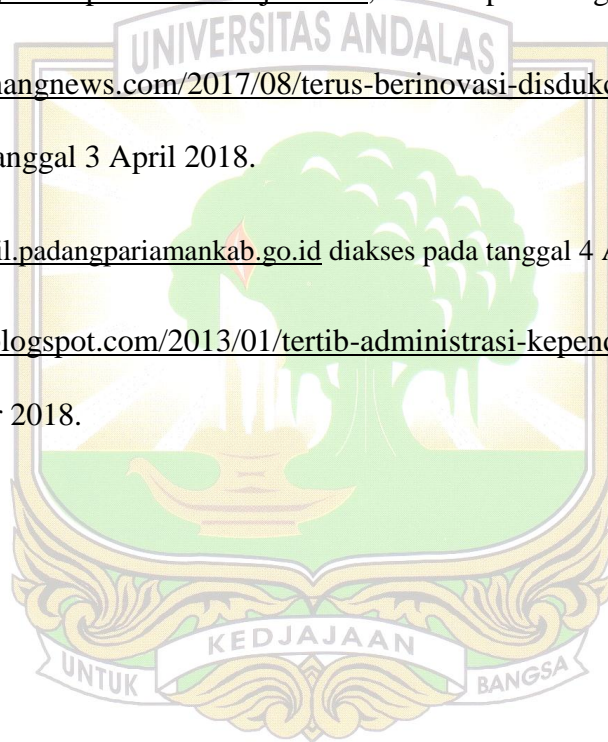 UNIVERSITAS ANDALAS
nangnews.com/2017/08/terus-berinovasi-disdukc
anggal 3 April 2018.
il.padangpariamankab.go.id diakses pada tanggal 4 A
logspot.com/2013/01/tertib-administrasi-kepend
2018.
UNTUK KEDJAJAAN BANGSA